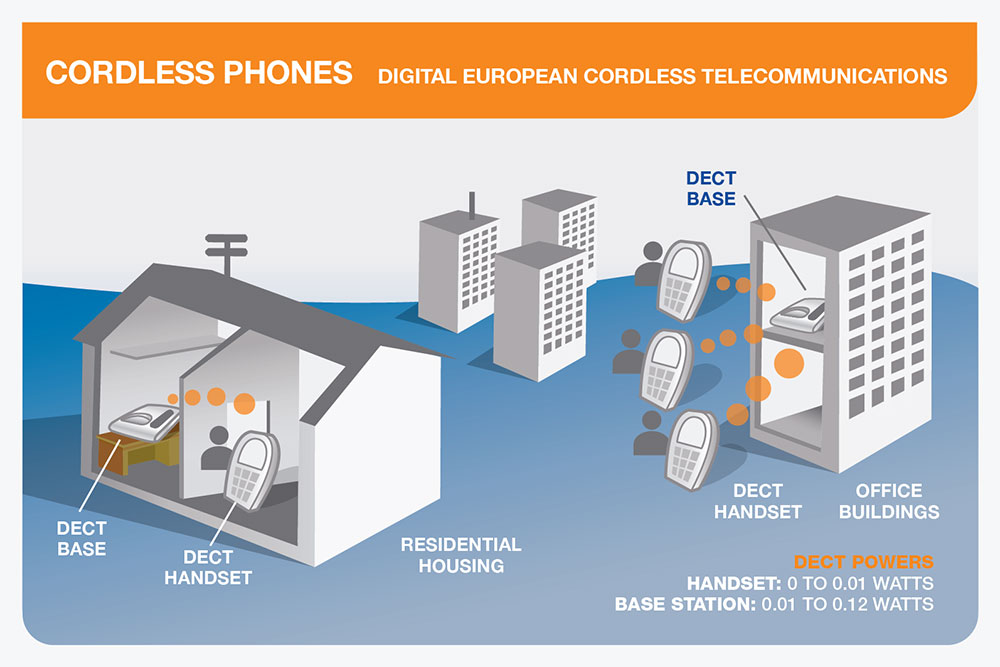 CORDLESS PHONES DIGITAL EUROPEAN CORDLESS TELECOMMUNICATIONS
DECT
BASE
DECT
BASE
DECT
HANDSET
RESIDENTIAL
HOUSING
DECT
HANDSET
OFFICE
BUILDINGS
DECT POWERS
HANDSET: 0 TO 0.01 WATTS
BASE STATION: 0.01 TO 0.12 WATTS